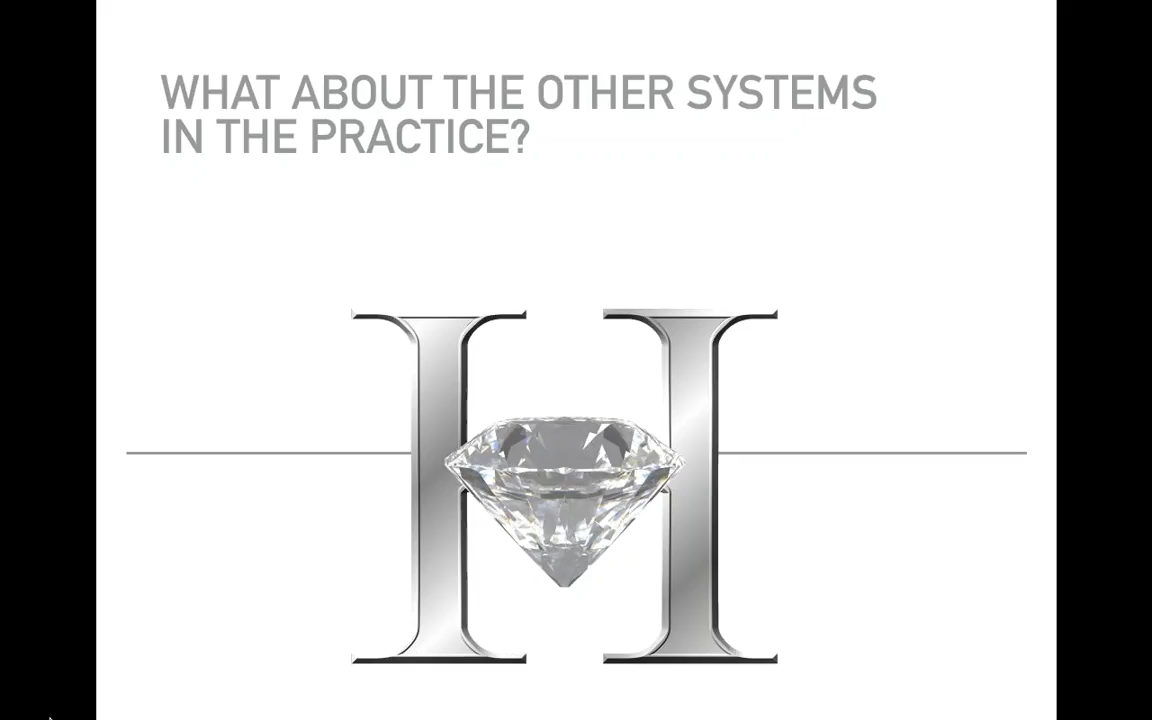 WHAT ABOUT THE OTHER SYSTEMS
IN THE PRACTICE?
H